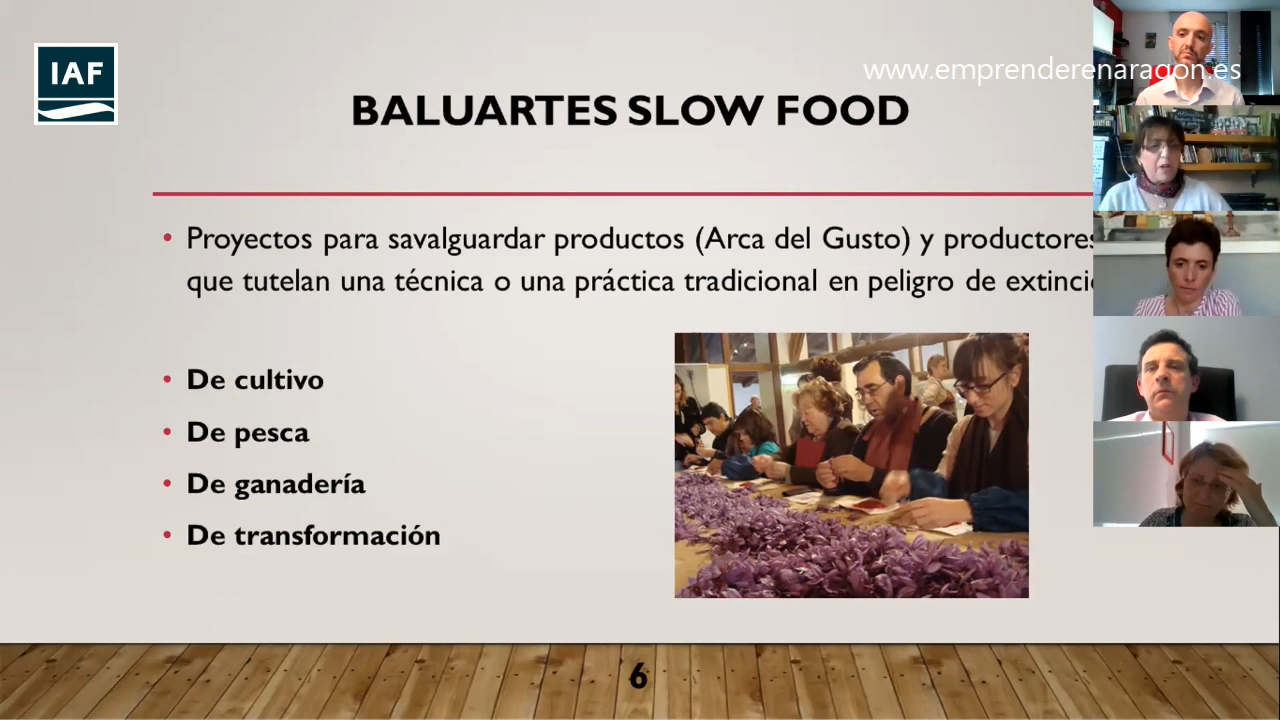 IAF
www.emprenderenaragon.es
BALUARTES SLOW FOOD
• Proyectos para savalguardar productos (Arca del Gusto) y productores
que tutelan una técnica o una práctica tradicional en peligro de extinci
• De cultivo
• De pesca
• De ganadería
• De transformación
6